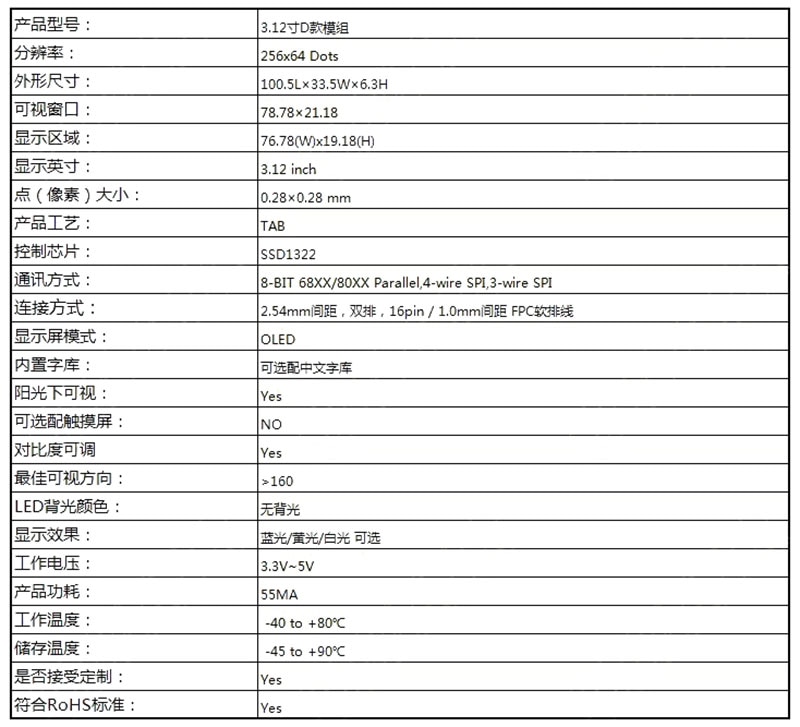 产品型号： 3.12寸D款模组
分辨率： 256x64 Dots
外形尺寸： 100.5L×33.5W×6.3H
可视窗口： 78.78×21.18
显示区域： 76.78(W)x19.18(H)
显示英寸： 3.12 inch
点（像素）大小： 0.28×0.28 mm
产品工艺： TAB
控制芯片： SSD1322
通讯方式： 8-BIT 68XX/80XX Parallel,4-wire SPI,3-wire SPI
连接方式： 2.54mm间距，双排，16pin / 1.0mm间距 FPC软排线
显示屏模式： OLED
内置字库： 可选配中文字库
阳光下可视： Yes
可选配触摸屏： NO
对比度可调 Yes
最佳可视方向： >160
LED背光颜色： 无背光
显示效果： 蓝光/黄光/白光 可选
工作电压： 3.3V~5V
产品功耗： 55MA
工作温度： -40 to +80℃
储存温度： -45 to +90℃
是否接受定制： Yes
符合RoHS标准： Yes